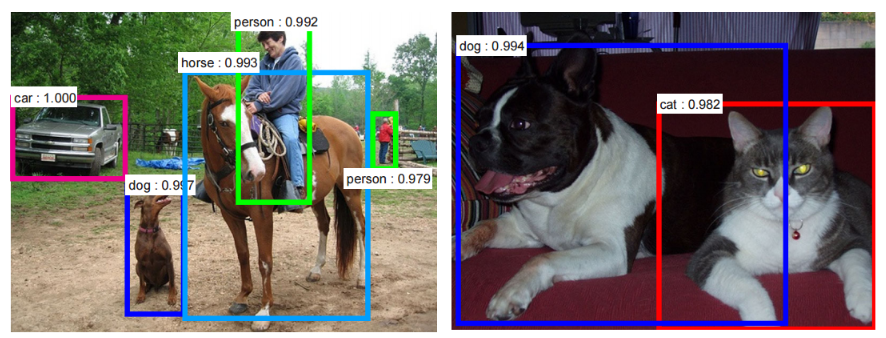 person : 0.992
horse : 0.993
car : 1.000
dog : 0.997
person : 0.979
dog : 0.994
cat : 0.982